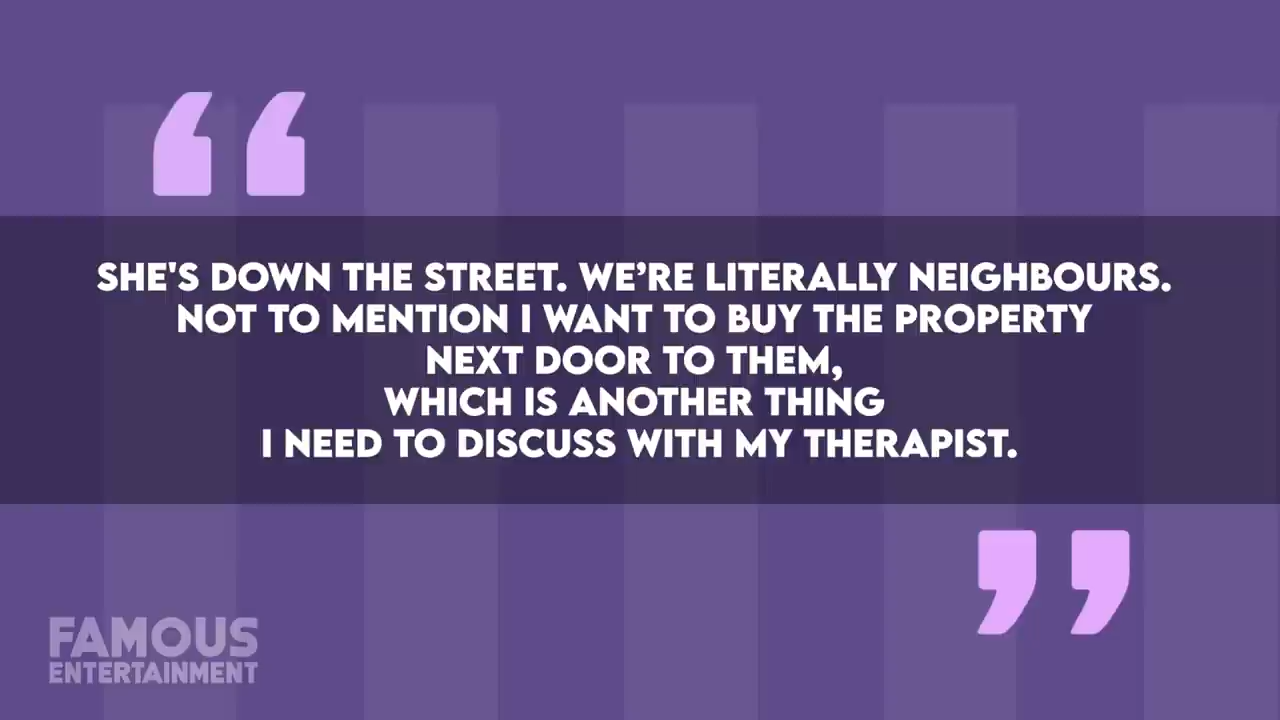 “
SHE'S DOWN THE STREET. WE’RE LITERALLY NEIGHBOURS.
NOT TO MENTION I WANT TO BUY THE PROPERTY
NEXT DOOR TO THEM,
WHICH IS ANOTHER THING
I NEED TO DISCUSS WITH MY THERAPIST.
”
FAMOUS
ENTERTAINMENT